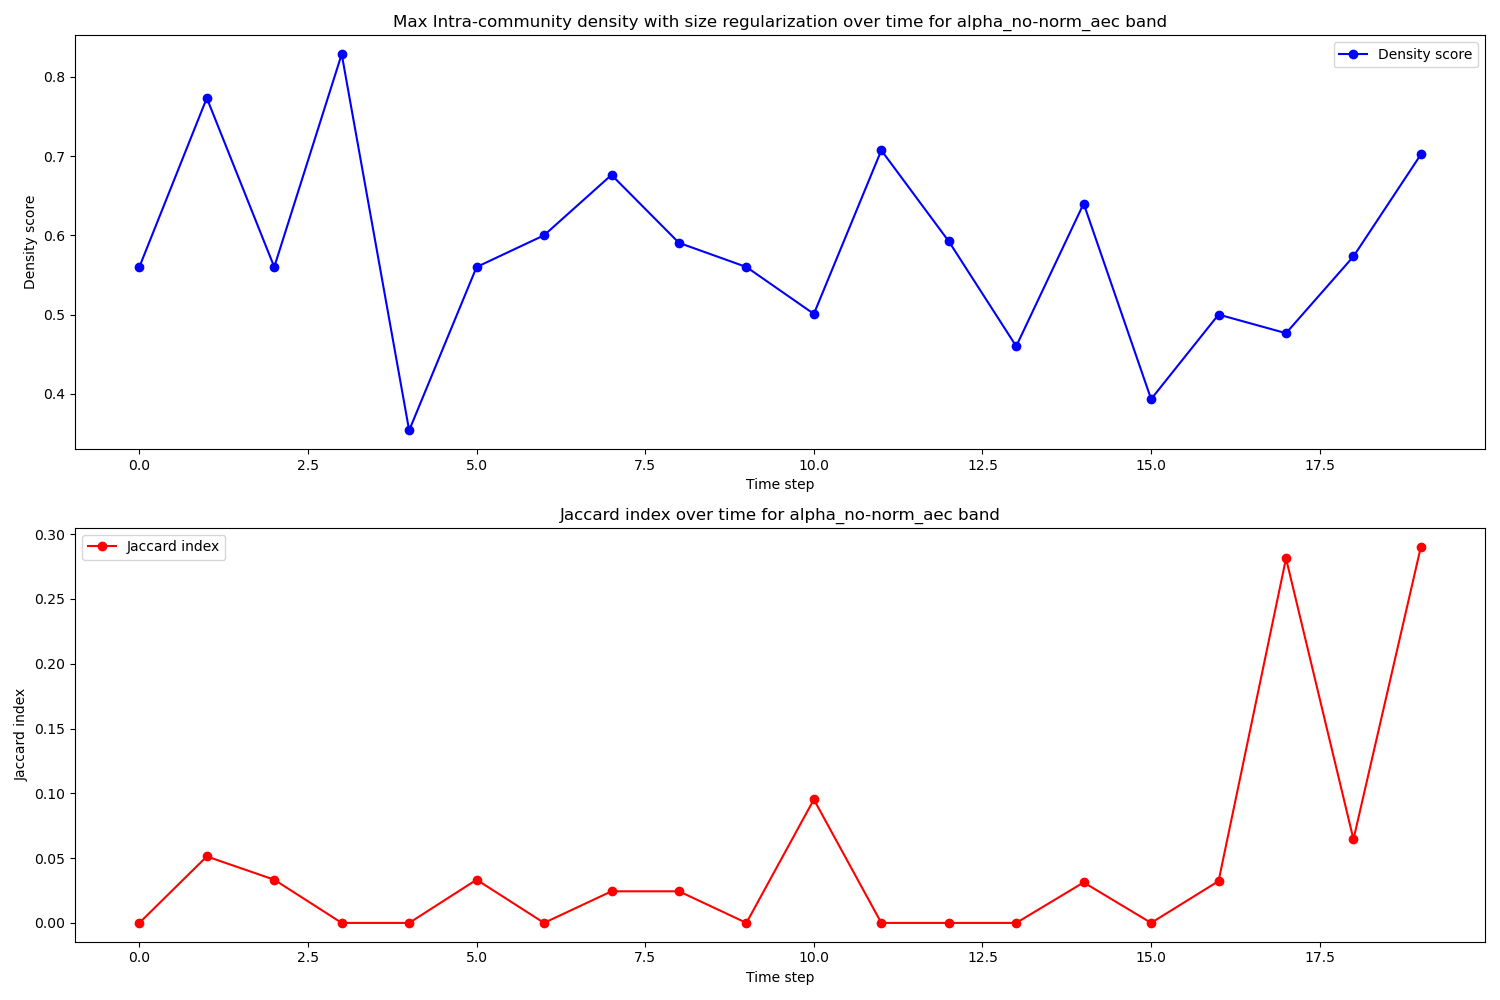 Max Intra-community density with size regularization over time for alpha_no-norm_aec band
Density score
0.8
0.7
0.6
0.5
0.4
Density score
0.0 2.5 5.0 7.5 10.0 12.5 15.0 17.5
Time step
Jaccard index over time for alpha_no-norm_aec band
Jaccard index
0.30
0.25
0.20
0.15
0.10
0.05
0.00
Jaccard index
0.0 2.5 5.0 7.5 10.0 12.5 15.0 17.5
Time step